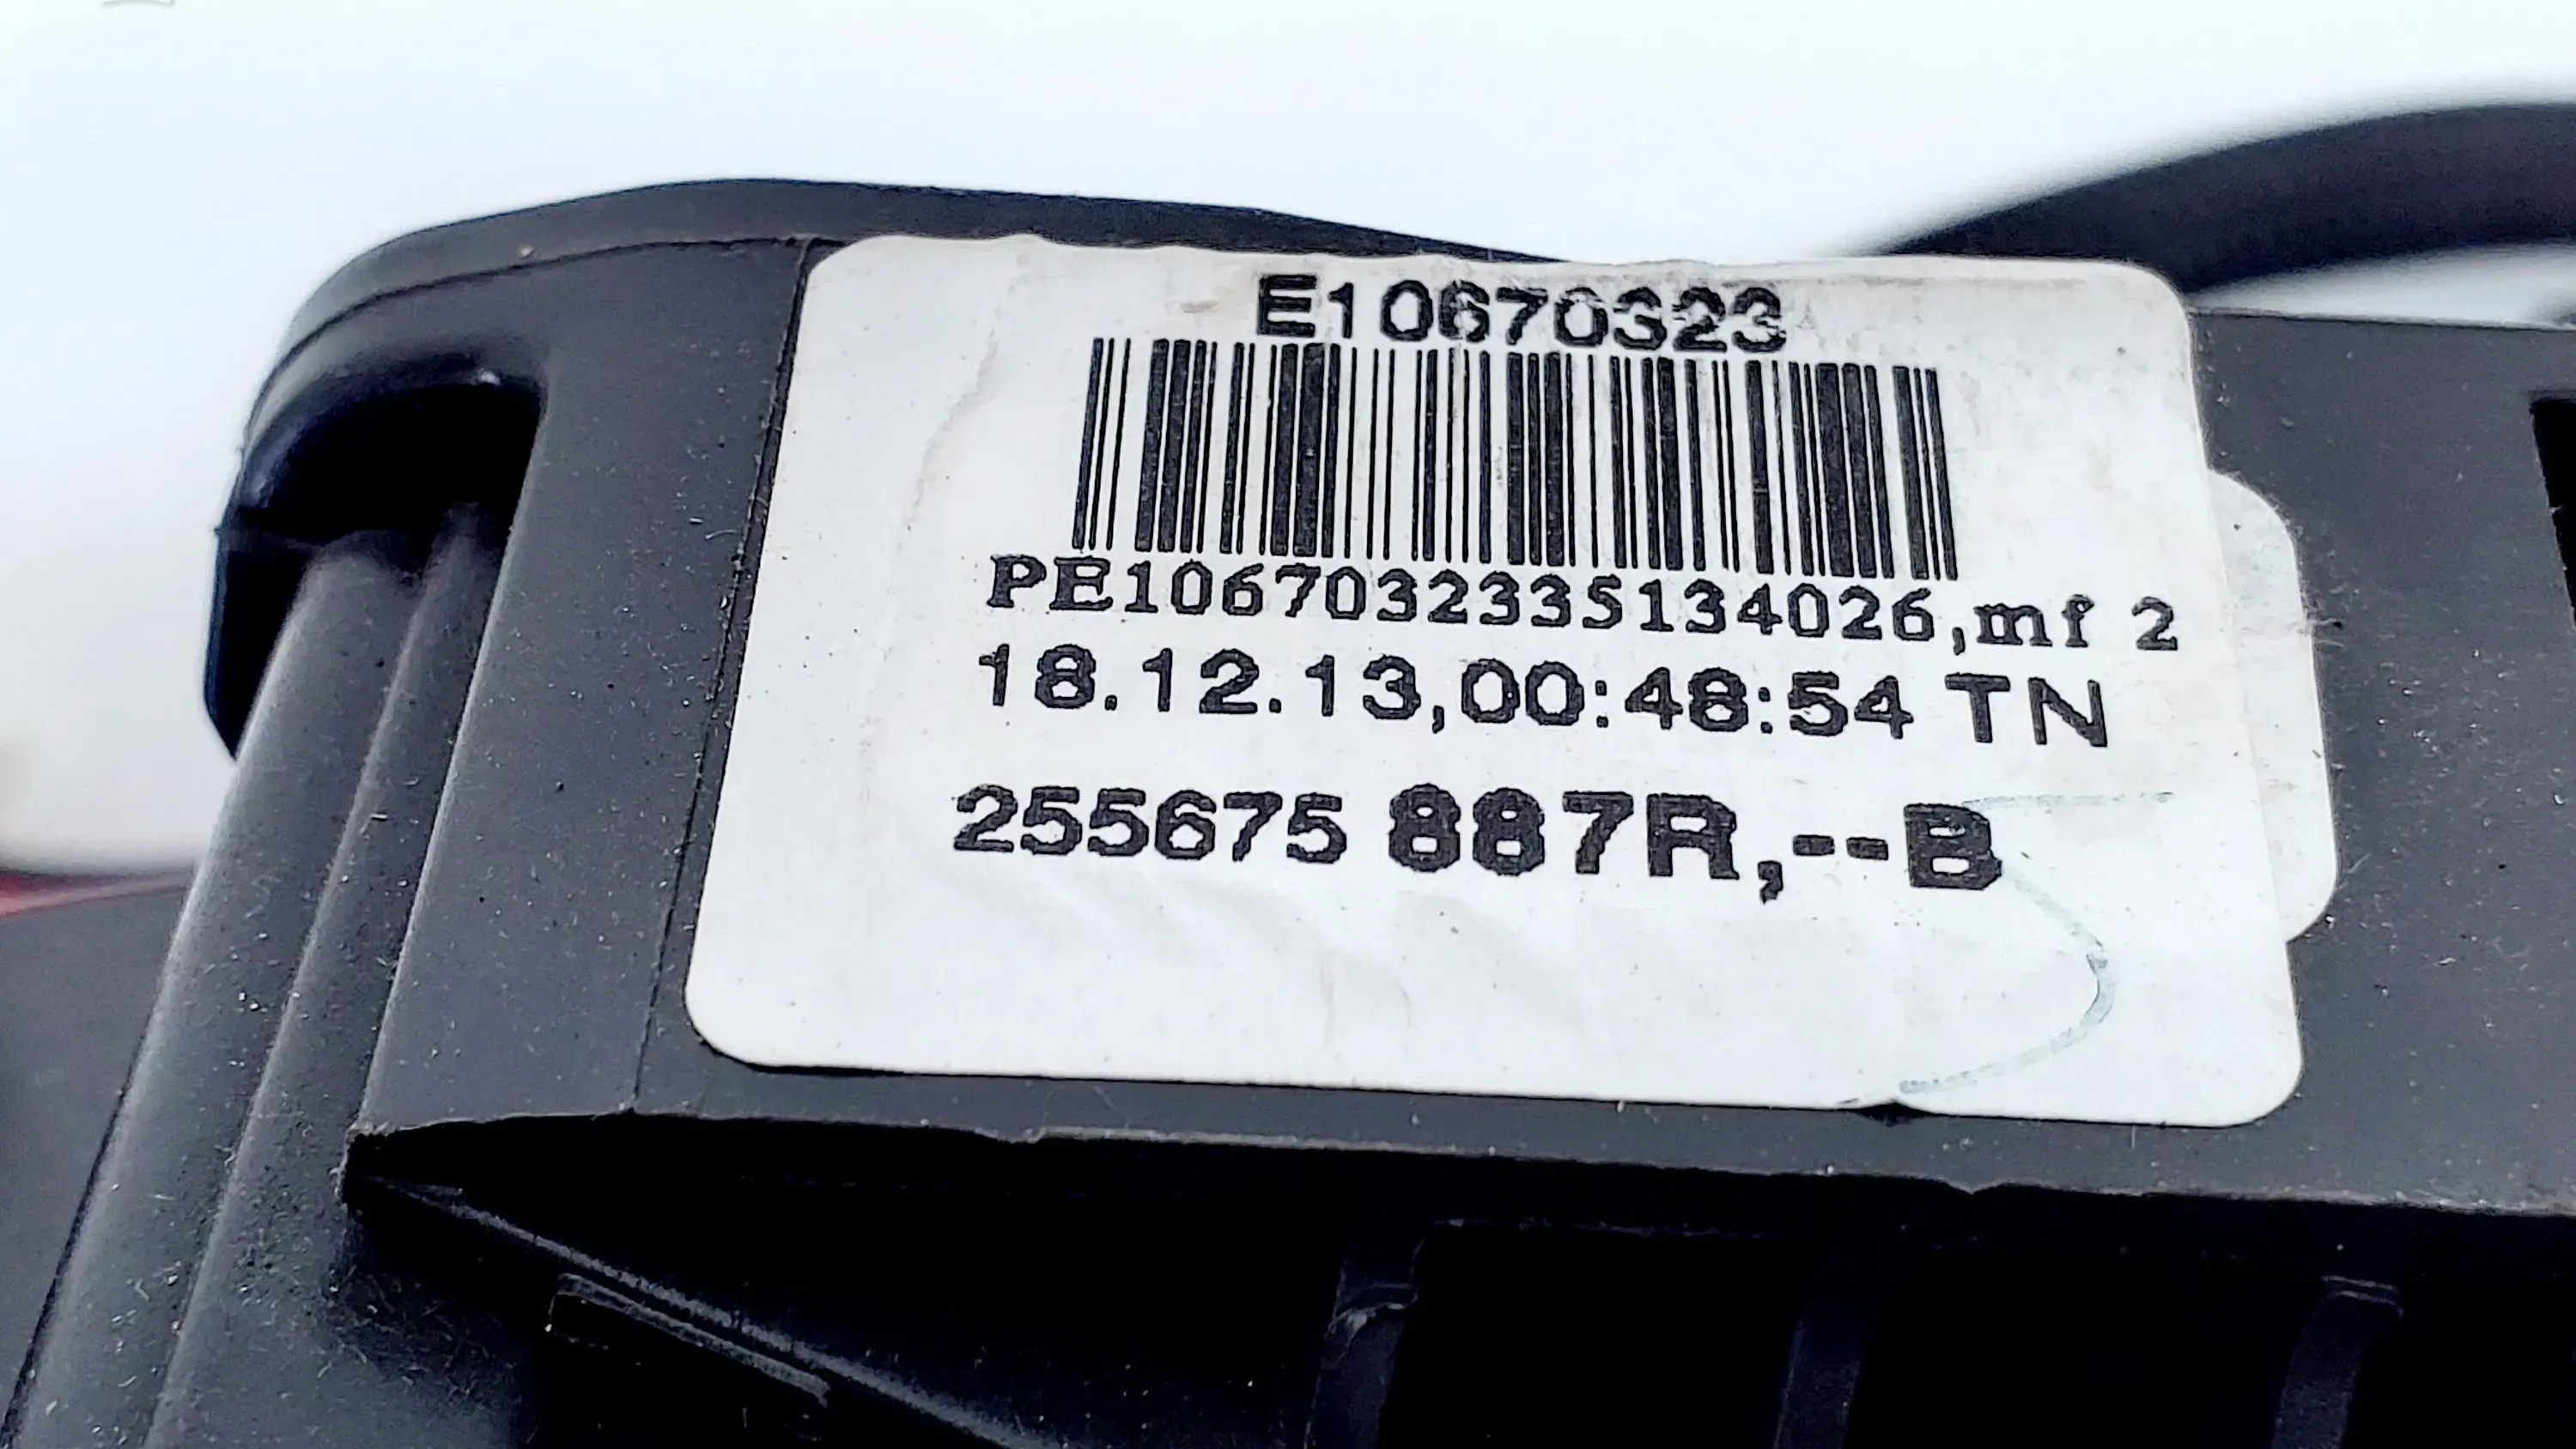 E10670323
PE1067032335134026,mf 2
18.12.13,00:48:54 TN
255675 887R,--B